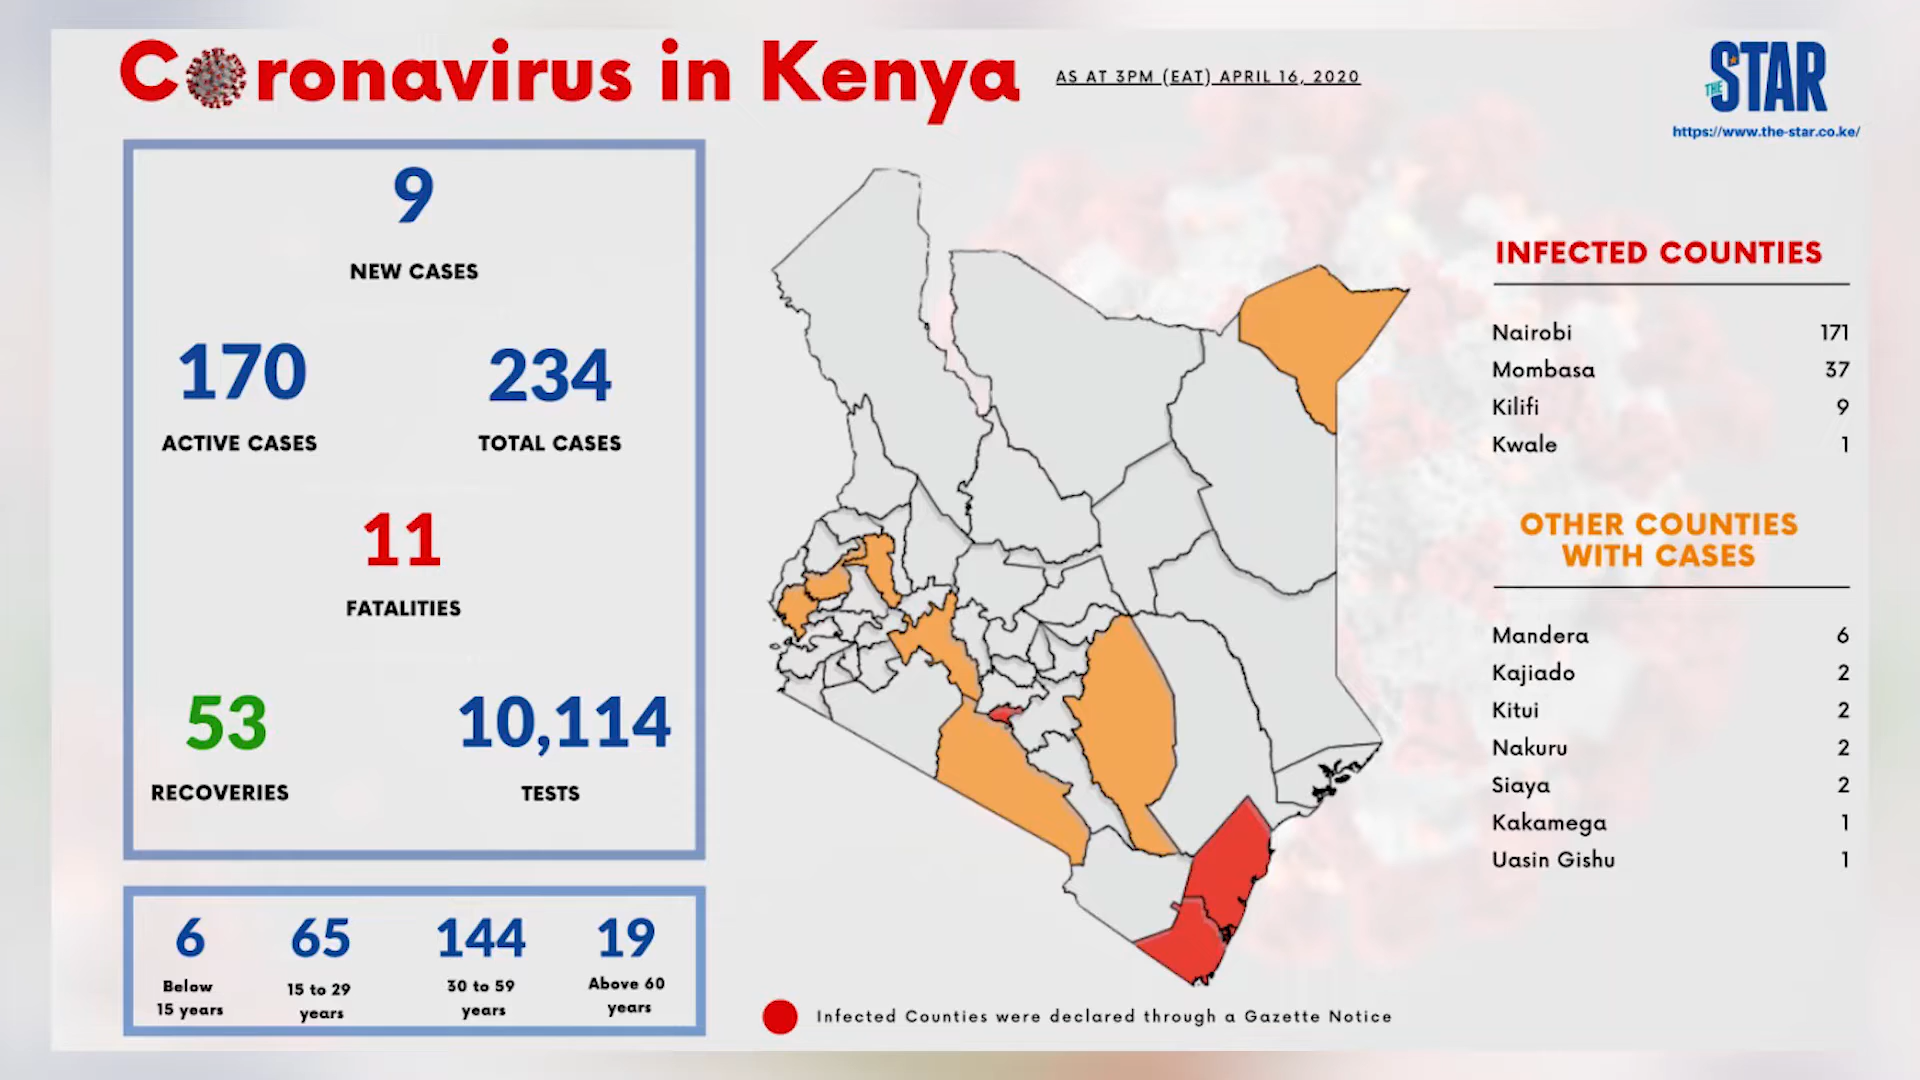 Coronavirus in Kenya
AS AT 3PM (EAT) APRIL 16, 2020
THE STAR
https://www.the-star.co.ke/
9
NEW CASES
170
ACTIVE CASES
234
TOTAL CASES
11
FATALITIES
53
RECOVERIES
10,114
TESTS
6
Below
15 years
65
15 to 29
years
144
30 to 59
years
19
Above 60
years
INFECTED COUNTIES
Nairobi 171
Mombasa 37
Kilifi 9
Kwale 1
OTHER COUNTIES
WITH CASES
Mandera 6
Kajiado 2
Kitui 2
Nakuru 2
Siaya 2
Kakamega 1
Uasin Gishu 1
Infected Counties were declared through a Gazette Notice